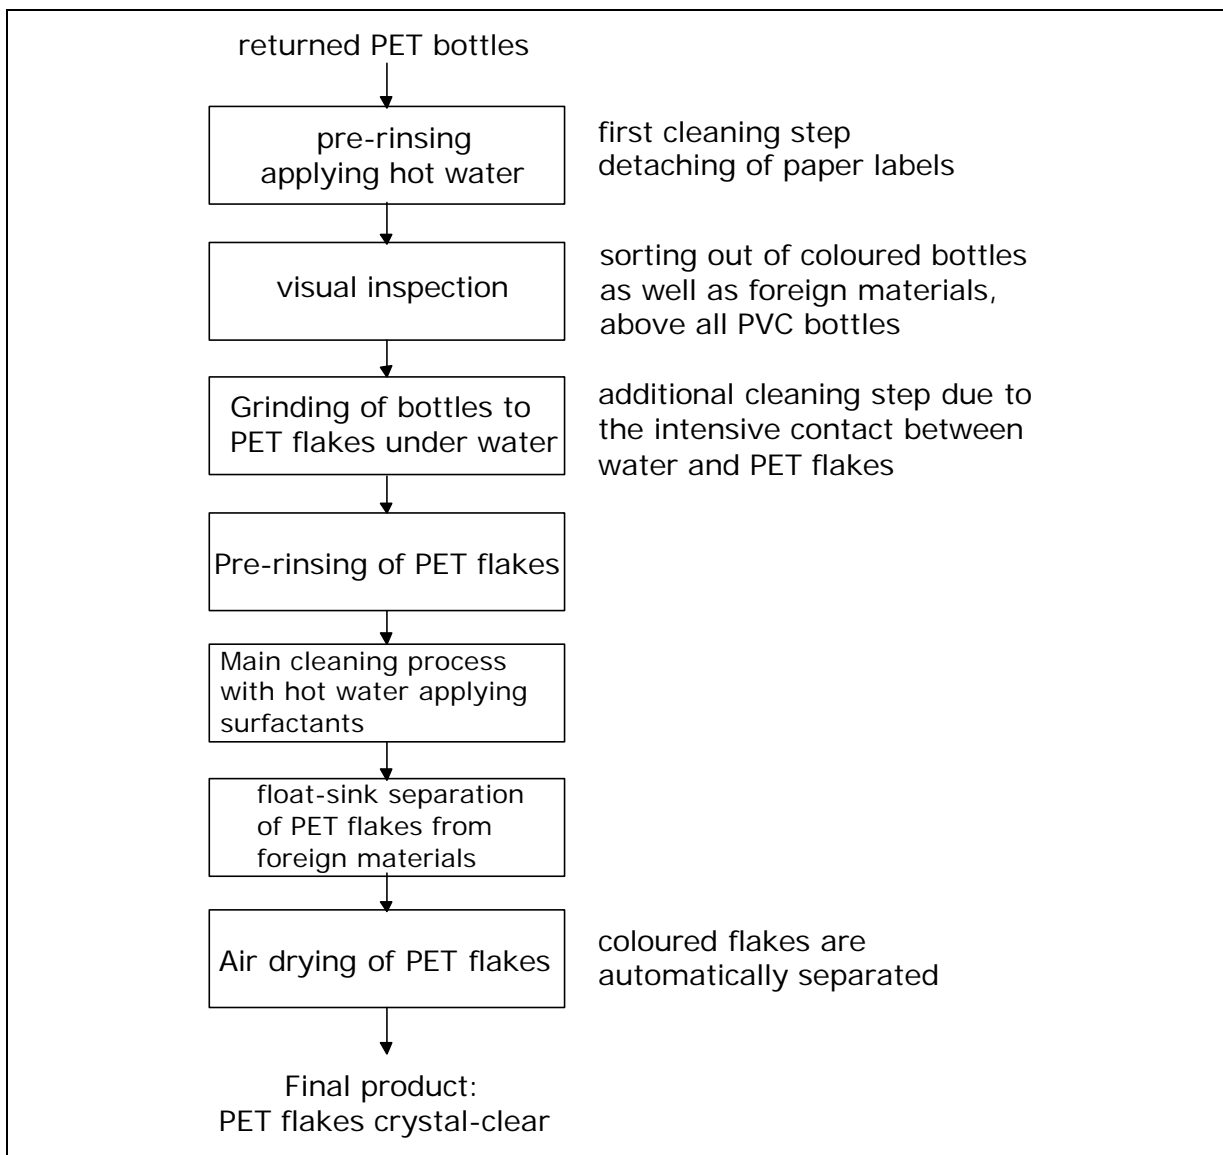 returned PET bottles
pre-rinsing
applying hot water
first cleaning step
detaching of paper labels
visual inspection
sorting out of coloured bottles
as well as foreign materials,
above all PVC bottles
Grinding of bottles to
PET flakes under water
additional cleaning step due to
the intensive contact between
water and PET flakes
Pre-rinsing of PET flakes
Main cleaning process
with hot water applying
surfactants
float-sink separation
of PET flakes from
foreign materials
Air drying of PET flakes
coloured flakes are
automatically separated
Final product:
PET flakes crystal-clear